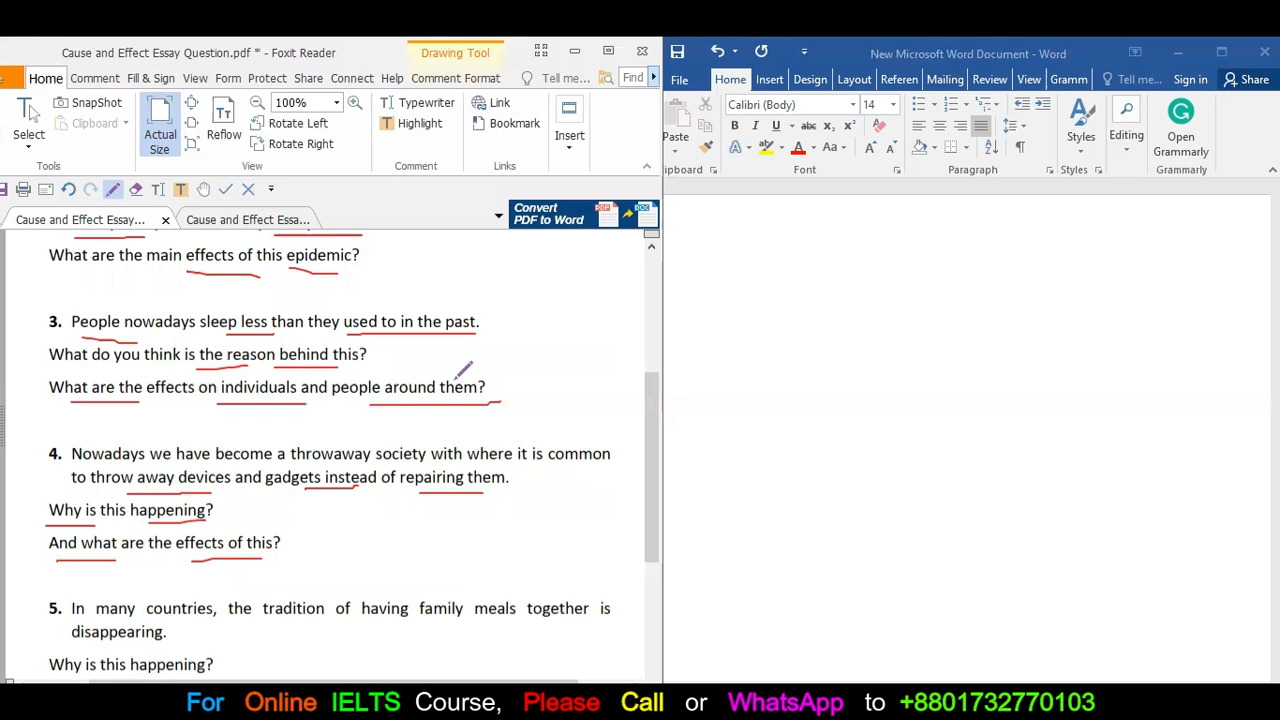 Cause and Effect Essay Question.pdf * - Foxit Reader
Drawing Tool
Home Comment Fill & Sign View Form Protect Share Connect Help Comment Format Tell me... Find
Select
SnapShot
Clipboard
Actual Size
Reflow
100%
Rotate Left
Rotate Right
Typewriter
Highlight
Link
Bookmark
Insert
Tools View Comment Links
Cause and Effect Essay... Cause and Effect Essa...
Convert
PDF to Word
What are the main effects of this epidemic?
3. People nowadays sleep less than they used to in the past.
What do you think is the reason behind this?
What are the effects on individuals and people around them?
4. Nowadays we have become a throwaway society with where it is common
to throw away devices and gadgets instead of repairing them.
Why is this happening?
And what are the effects of this?
5. In many countries, the tradition of having family meals together is
disappearing.
Why is this happening?
New Microsoft Word Document - Word
File Home Insert Design Layout Referen Mailing Review View Gramm Tell me... Sign in Share
Paste
Calibri (Body) 14
B I U abc x₂ x²
A Aa A A
Styles
Editing
Open
Grammarly
lipboard Font Paragraph Styles Grammarly
For Online IELTS Course, Please Call or WhatsApp to +8801732770103